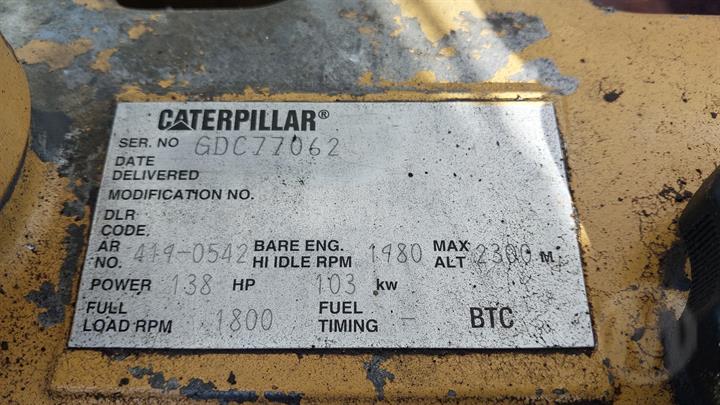 CATERPILLAR®
SER. NO GDC77062
DATE
DELIVERED
MODIFICATION NO.
DLR
CODE.
AR
NO. 419-0542 BARE ENG.
HI IDLE RPM 1980 MAX
ALT 2300 M
POWER 138 HP 103 kw
FULL
LOAD RPM 1800 FUEL
TIMING - BTC